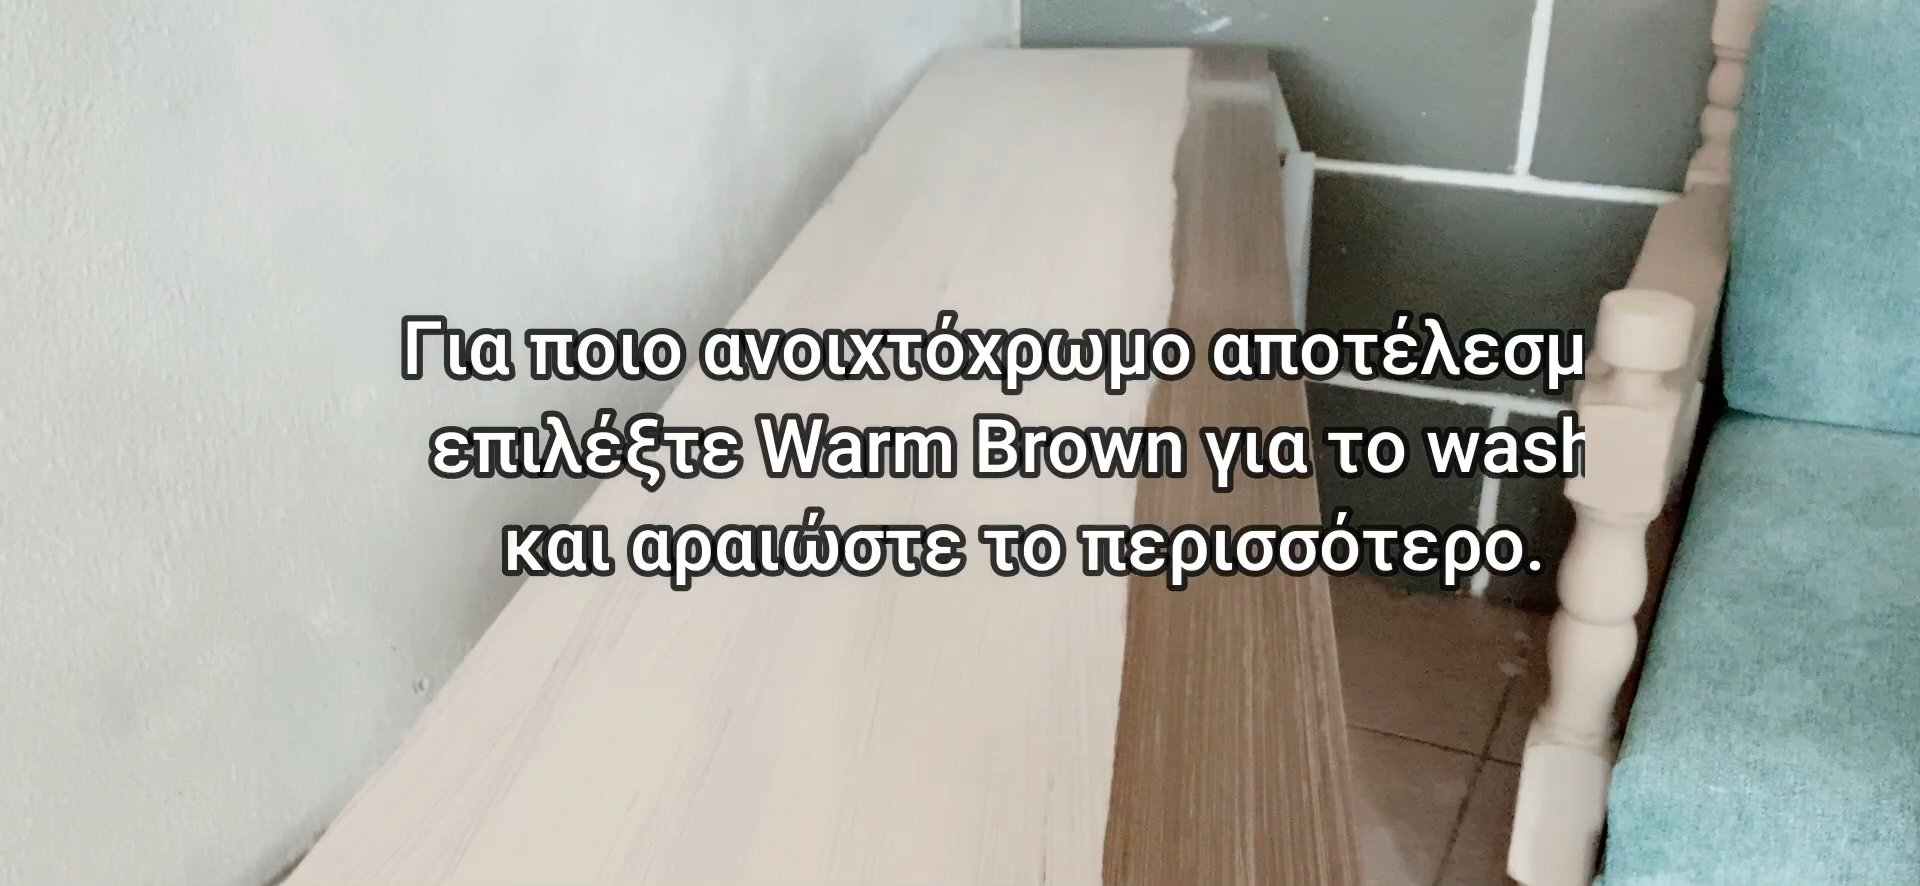 Για ποιο ανοιχτόχρωμο αποτέλεσμ
επιλέξτε Warm Brown για το wash
και αραιώστε το περισσότερο.